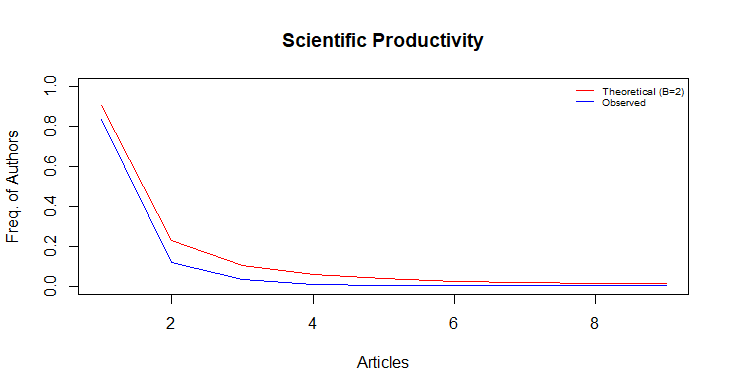 Scientific Productivity
Theoretical (B=2)
Observed
Freq. of Authors
1.0
0.8
0.6
0.4
0.2
0.0
2 4 6 8
Articles